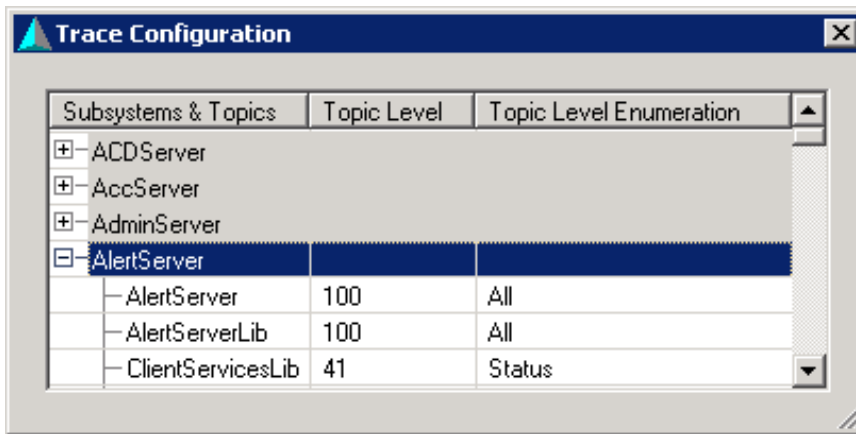 Trace Configuration
Subsystems & Topics Topic Level Topic Level Enumeration
ACDServer
AccServer
AdminServer
AlertServer
AlertServer 100 All
AlertServerLib 100 All
ClientServicesLib 41 Status